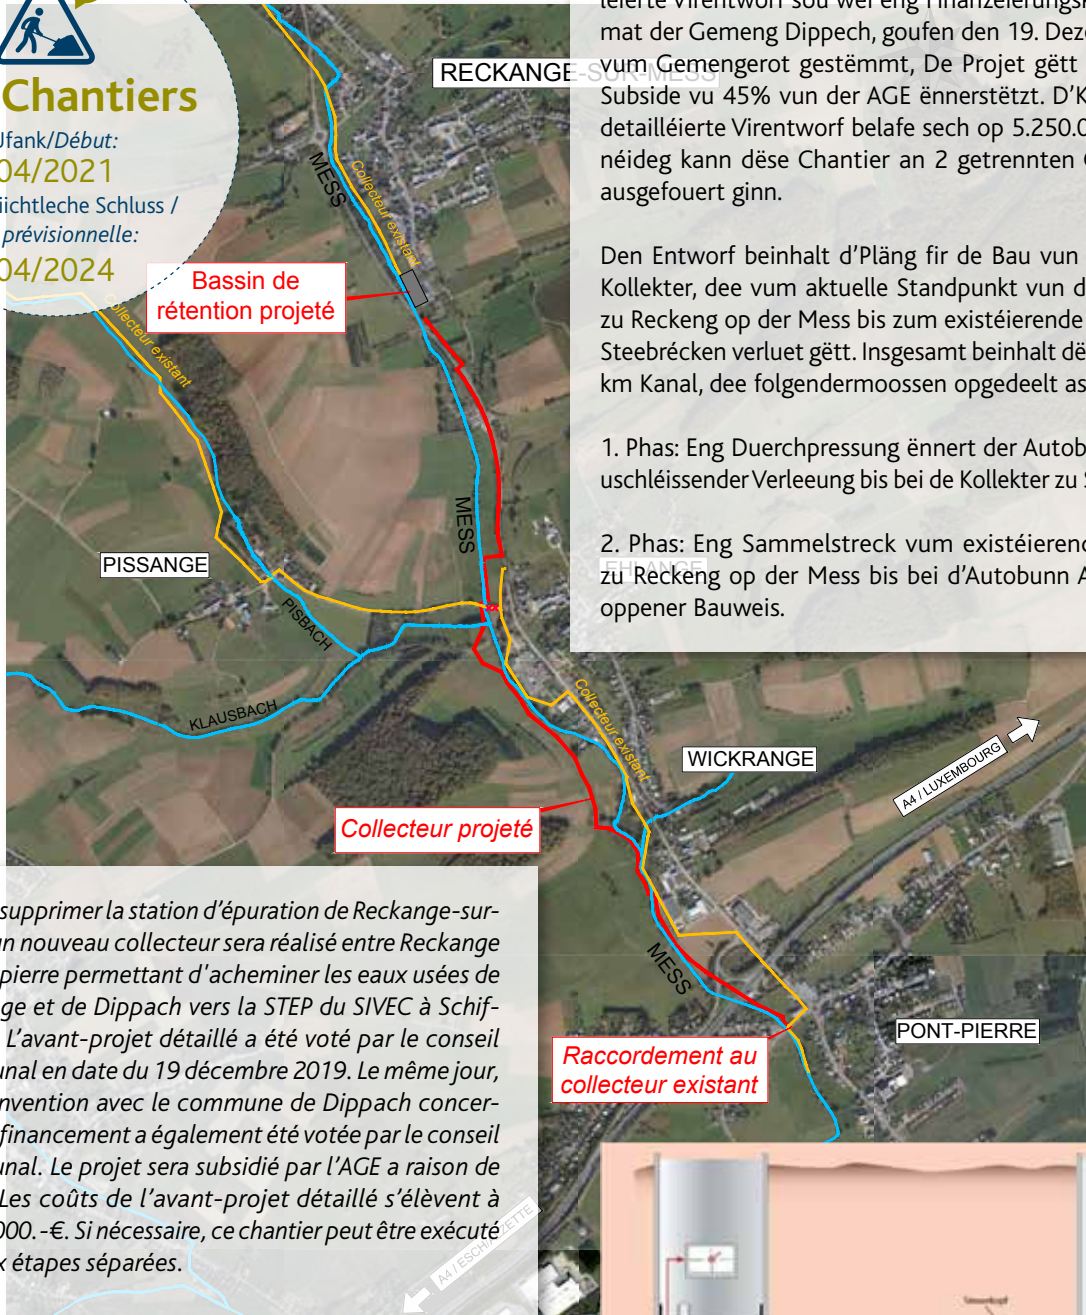 Chantiers
Ufank/Début:
04/2021
iichtleche Schluss /
prévisionnelle:
04/2024
RECKANGE-SUR-MESS
MESS
Collecteur existant
Bassin de
rétention projeté
Collecteur existant
MESS
PISSANGE
PISBACH
KLAUSBACH
EHLANGE
Collecteur existant
WICKRANGE
A4 / LUXEMBOURG
Collecteur projeté
MESS
PONT-PIERRE
Raccordement au
collecteur existant
A4 / ESCH/ALZETTE
mat der Gemeng Dippech, goufen den 19. Deze
vum Gemengerot gestëmmt, De Projet gëtt
Subside vu 45% vun der AGE ënnerstëtzt. D'K
detailléierte Virentworf belafe sech op 5.250.0
néideg kann dëse Chantier an 2 getrennten
ausgefouert ginn.
Den Entworf beinhalt d'Pläng fir de Bau vun
Kollekter, dee vum aktuelle Standpunkt vun d
zu Reckeng op der Mess bis zum existéierende
Steebrécken verluet gëtt. Insgesamt beinhalt dë
km Kanal, dee folgendermoossen opgedeelt as
1. Phas: Eng Duerchpressung ënnert der Autob
uschléissender Verleeung bis bei de Kollekter zu S
2. Phas: Eng Sammelstreck vum existéierend
zu Reckeng op der Mess bis bei d'Autobunn A
oppener Bauweis.
supprimer la station d'épuration de Reckange-sur-
un nouveau collecteur sera réalisé entre Reckange
pierre permettant d'acheminer les eaux usées de
ge et de Dippach vers la STEP du SIVEC à Schif-
L'avant-projet détaillé a été voté par le conseil
unal en date du 19 décembre 2019. Le même jour,
nvention avec le commune de Dippach concer-
financement a également été votée par le conseil
unal. Le projet sera subsidié par l'AGE a raison de
Les coûts de l'avant-projet détaillé s'élèvent à
000.-€. Si nécessaire, ce chantier peut être exécuté
x étapes séparées.